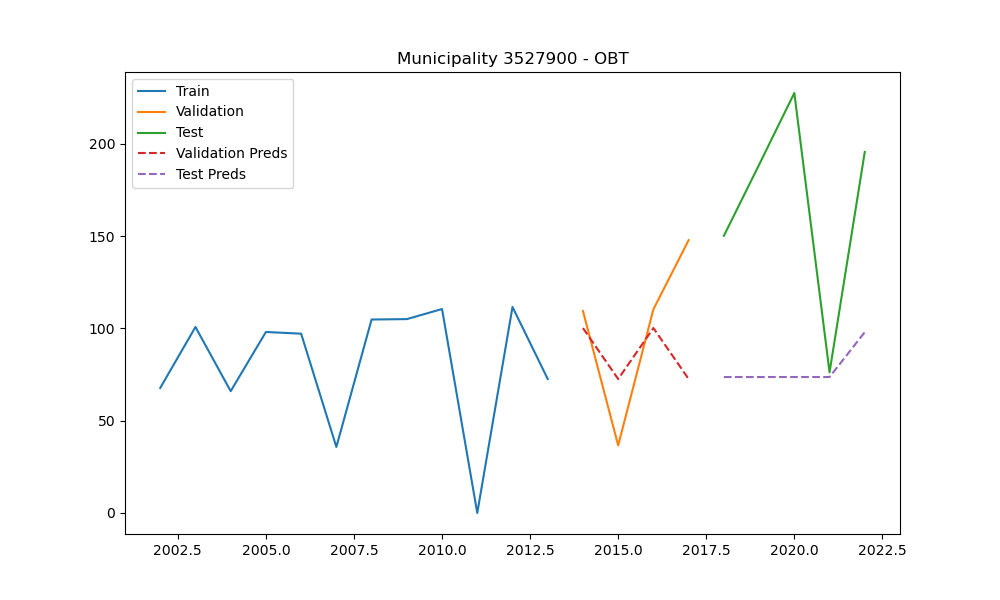 Municipality 3527900 - OBT
Train
Validation
Test
Validation Preds
Test Preds
200
150
100
50
0
2002.5 2005.0 2007.5 2010.0 2012.5 2015.0 2017.5 2020.0 2022.5